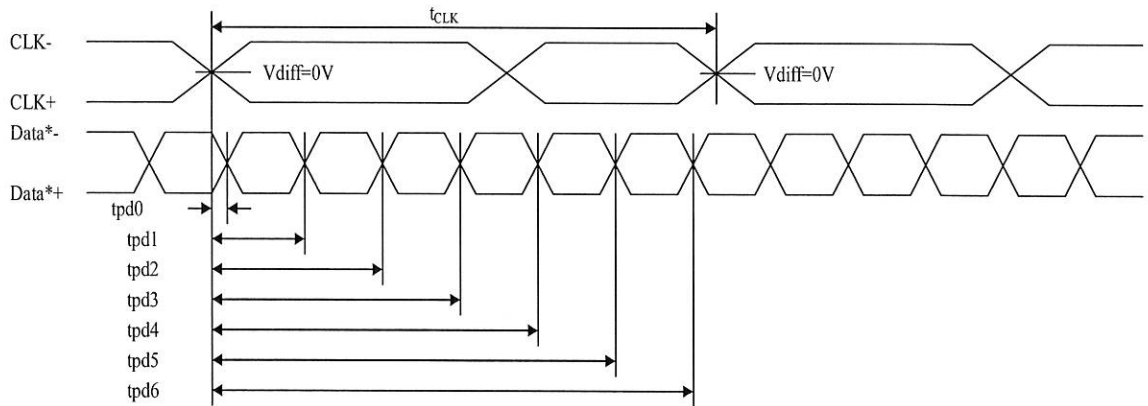 tCLK
CLK-
Vdiff=0V
Vdiff=0V
CLK+
Data*-
Data*+
tpd0
tpd1
tpd2
tpd3
tpd4
tpd5
tpd6